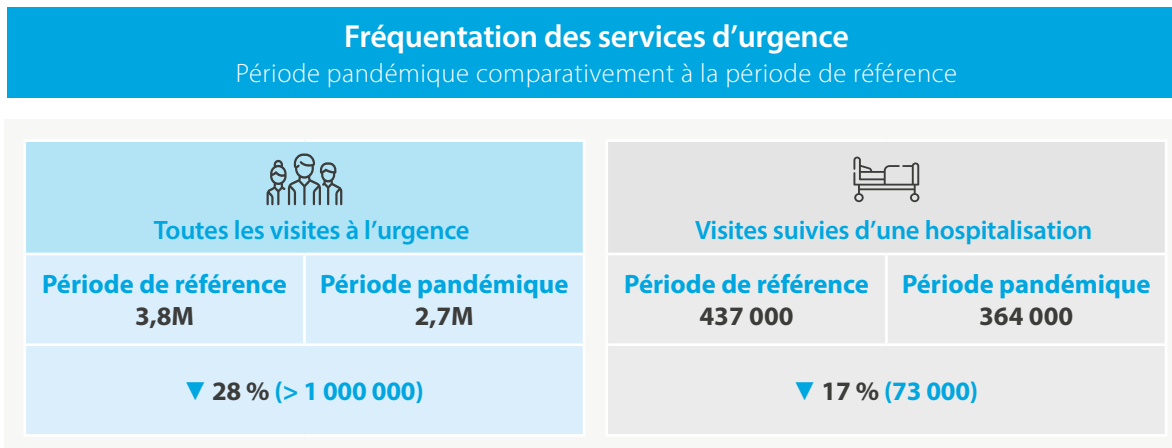 Fréquentation des services d’urgence
Période pandémique comparativement à la période de référence
Toutes les visites à l’urgence
Période de référence
3,8M
Période pandémique
2,7M
▼ 28 % (> 1 000 000)
Visites suivies d’une hospitalisation
Période de référence
437 000
Période pandémique
364 000
▼ 17 % (73 000)